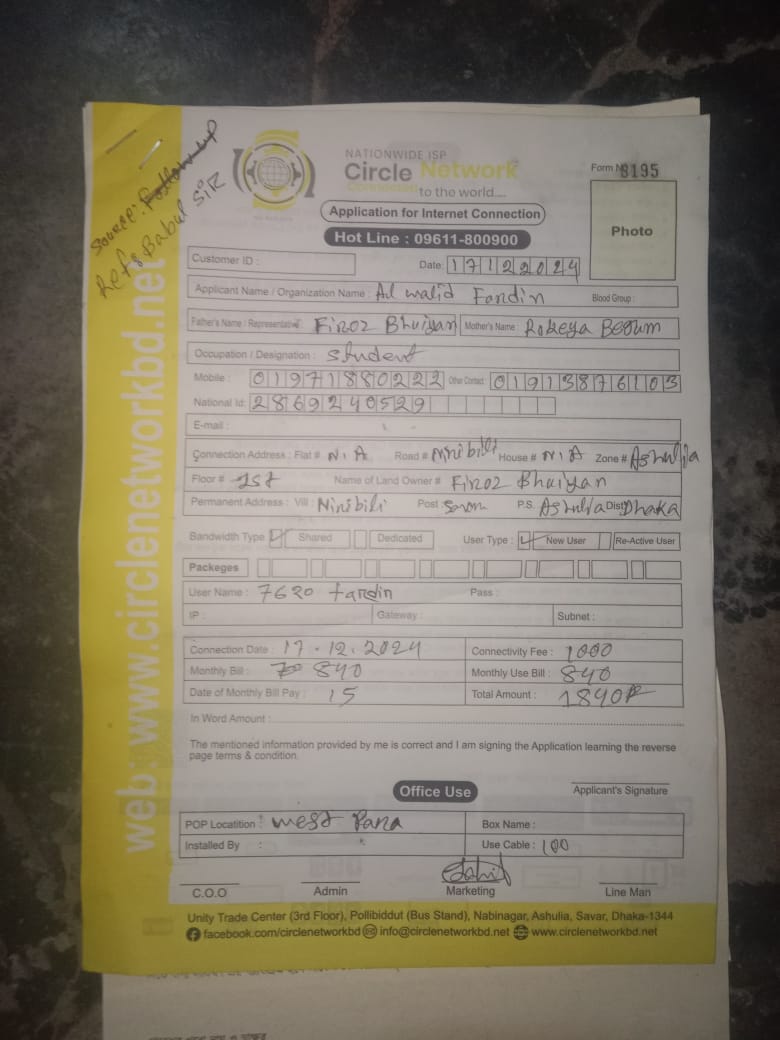 Source: Follow up
Ref: Babul SIR
NATIONWIDE ISP
Circle Network
Connected to the world....
Form No 8195
Application for Internet Connection
Photo
Hot Line : 09611-800900
Customer ID :
Date: 17122024
Applicant Name / Organization Name : Al walid Fardin Blood Group :
Father's Name / Representative : Firoz Bhuiyan Mother's Name : Rokeya Begum
Occupation / Designation : student
Mobile : 01971880222 Other Contact : 01913876103
National Id: 2869240529
E-mail :
Connection Address : Flat # N.A Road # Ninibili House # N.A Zone # Ashulia
Floor # 1st Name of Land Owner # Firoz Bhuiyan
Permanent Address : Vill : Ninibili Post : P.S. Ashulia Dist: Dhaka
Bandwidth Type Shared Dedicated User Type : New User Re-Active User
Packeges
User Name : 7620 fardin Pass :
IP : Gateway : Subnet :
Connection Date : 17.12.2024 Connectivity Fee : 1000
Monthly Bill : 840 Monthly Use Bill : 840
Date of Monthly Bill Pay : 15 Total Amount : 1840
In Word Amount :
The mentioned information provided by me is correct and I am signing the Application learning the reverse
page terms & condition.
Office Use
Applicant's Signature
POP Locatition : West Para Box Name :
Installed By : Use Cable : 100
C.O.O Admin Marketing Line Man
Unity Trade Center (3rd Floor), Pollibiddut (Bus Stand), Nabinagar, Ashulia, Savar, Dhaka-1344
facebook.com/circlenetworkbd info@circlenetworkbd.net www.circlenetworkbd.net
web: www.circlenetworkbd.net